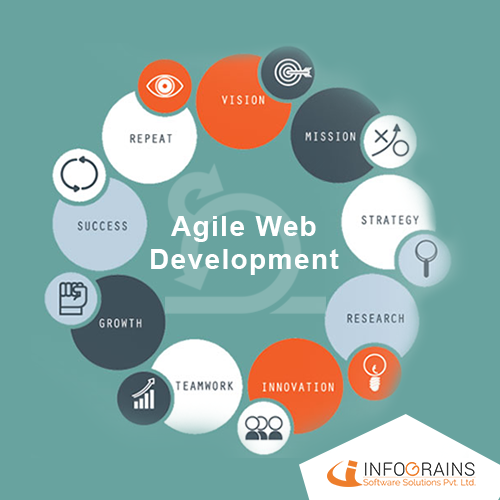 VISION
MISSION
STRATEGY
RESEARCH
INNOVATION
TEAMWORK
GROWTH
SUCCESS
REPEAT
Agile Web
Development
INFOGRAINS
Software Solutions Pvt. Ltd.